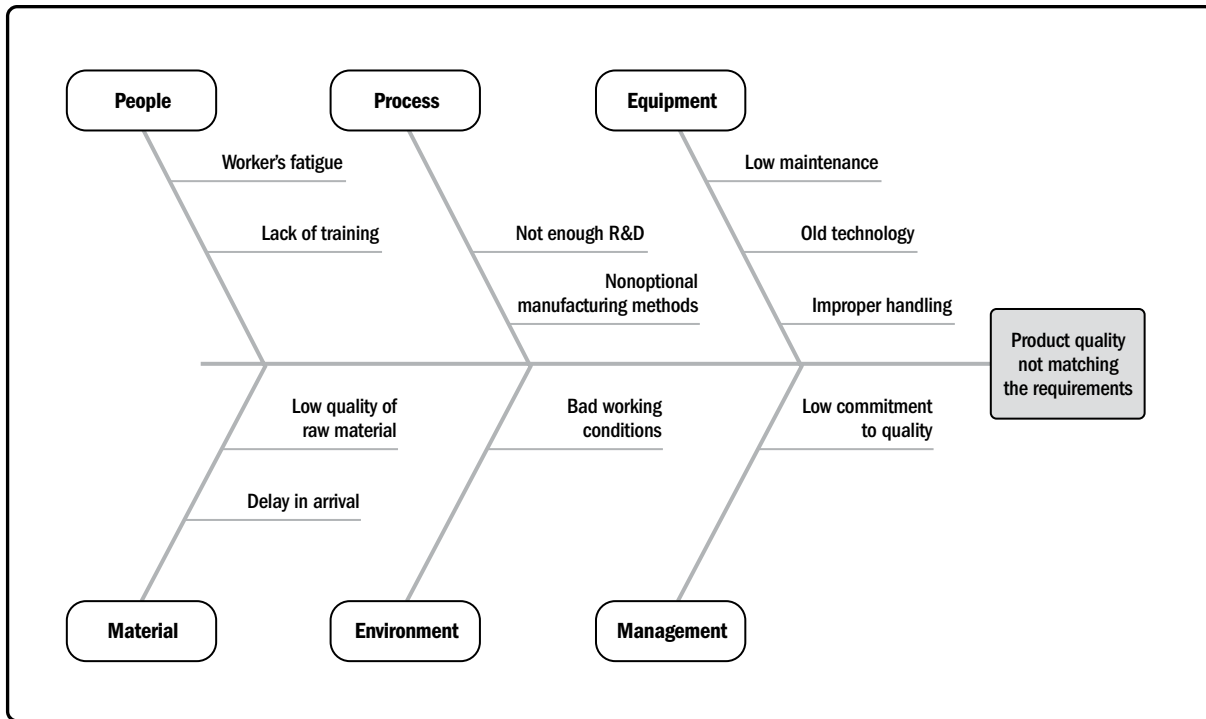 People
Process
Equipment
Worker's fatigue
Low maintenance
Lack of training
Not enough R&D
Old technology
Nonoptional
manufacturing methods
Improper handling
Product quality
not matching
the requirements
Low quality of
raw material
Bad working
conditions
Low commitment
to quality
Delay in arrival
Material
Environment
Management